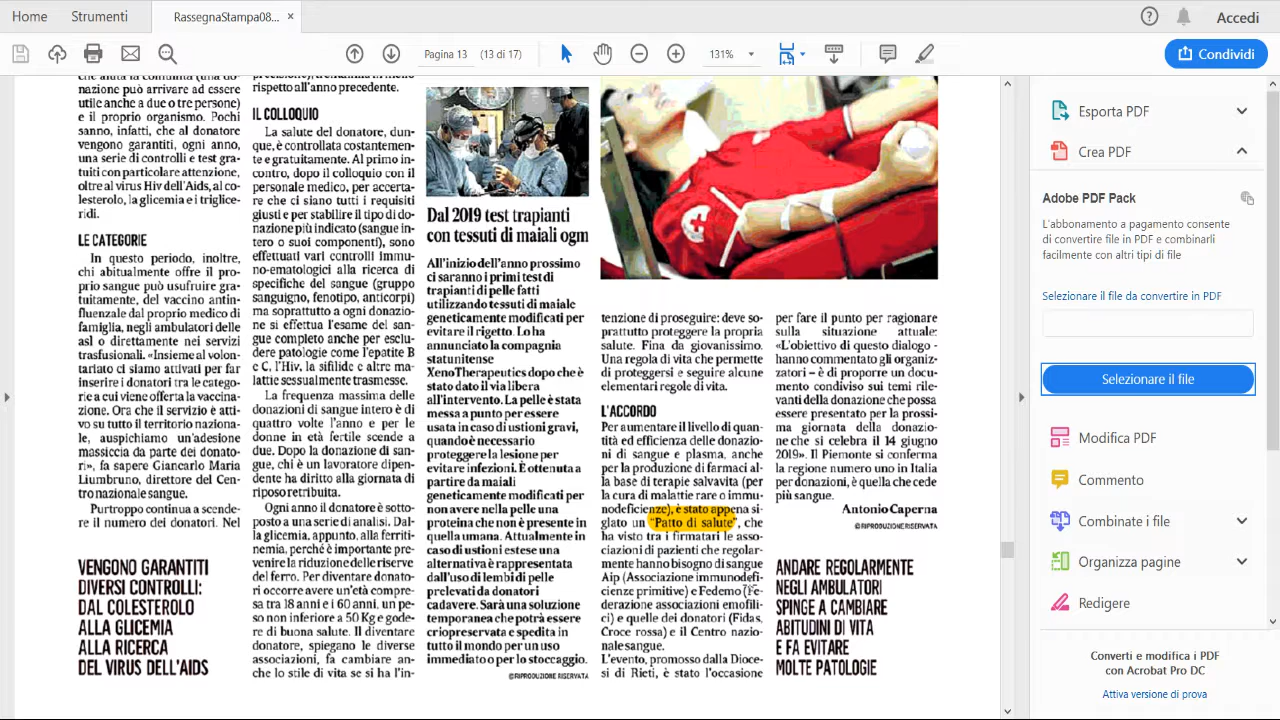 Home
Strumenti
RassegnaStampa08...
Accedi
Pagina 13
(13 di 17)
131%
Condividi
che aiuta la comunità (una do-
nazione può arrivare ad essere
utile anche a due o tre persone)
e il proprio organismo. Pochi
sanno, infatti, che al donatore
vengono garantiti, ogni anno,
una serie di controlli e test gra-
tuiti con particolare attenzione,
oltre al virus Hiv dell'Aids, al co-
lesterolo, la glicemia e i triglice-
ridi.
LE CATEGORIE
In questo periodo, inoltre,
chi abitualmente offre il pro-
prio sangue può usufruire gra-
tuitamente, del vaccino antin-
fluenzale dal proprio medico di
famiglia, negli ambulatori delle
asl o direttamente nei servizi
trasfusionali. «Insieme al volon-
tariato ci siamo attivati per far
inserire i donatori tra le catego-
rie a cui viene offerta la vaccina-
zione. Ora che il servizio è atti-
vo su tutto il territorio naziona-
le, auspichiamo un'adesione
massiccia da parte dei donato-
ri», fa sapere Giancarlo Maria
Liumbruno, direttore del Cen-
tro nazionale sangue.
Purtroppo continua a scende-
re il numero dei donatori. Nel
VENGONO GARANTITI
DIVERSI CONTROLLI:
DAL COLESTEROLO
ALLA GLICEMIA
ALLA RICERCA
DEL VIRUS DELL'AIDS
rispetto all'anno precedente.
IL COLLOQUIO
La salute del donatore, dun-
que, è controllata costantemen-
te e gratuitamente. Al primo in-
contro, dopo il colloquio con il
personale medico, per accerta-
re che ci siano tutti i requisiti
giusti e per stabilire il tipo di do-
nazione più indicato (sangue in-
tero o suoi componenti), sono
effettuati vari controlli immu-
no-ematologici alla ricerca di
specifiche del sangue (gruppo
sanguigno, fenotipo, anticorpi)
ma soprattutto a ogni donazio-
ne si effettua l'esame del san-
gue completo anche per esclu-
dere patologie come l'epatite B
e C, l'Hiv, la sifilide e altre ma-
lattie sessualmente trasmesse.
La frequenza massima delle
donazioni di sangue intero è di
quattro volte l'anno e per le
donne in età fertile scende a
due. Dopo la donazione di san-
gue, chi è un lavoratore dipen-
dente ha diritto alla giornata di
riposo retribuita.
Ogni anno il donatore è sotto-
posto a una serie di analisi. Dal-
la glicemia, appunto, alla ferriti-
nemia, perché è importante pre-
venire la riduzione delle riserve
del ferro. Per diventare donato-
ri occorre avere un'età compre-
sa tra 18 anni e i 60 anni, un pe-
so non inferiore a 50 Kg e gode-
re di buona salute. Il diventare
donatore, spiegano le diverse
associazioni, fa cambiare an-
che lo stile di vita se si ha l'in-
Dal 2019 test trapianti
con tessuti di maiali ogm
All'inizio dell'anno prossimo
ci saranno i primi test di
trapianti di pelle fatti
utilizzando tessuti di maiale
geneticamente modificati per
evitare il rigetto. Lo ha
annunciato la compagnia
statunitense
XenoTherapeutics dopo che è
stato dato il via libera
all'intervento. La pelle è stata
messa a punto per essere
usata in caso di ustioni gravi,
quando è necessario
proteggere la lesione per
evitare infezioni. È ottenuta a
partire da maiali
geneticamente modificati per
non avere nella pelle una
proteina che non è presente in
quella umana. Attualmente in
caso di ustioni estese una
alternativa è rappresentata
dall'uso di lembi di pelle
prelevati da donatori
cadavere. Sarà una soluzione
temporanea che potrà essere
criopreservata e spedita in
tutto il mondo per un uso
immediato o per lo stoccaggio.
©RIPRODUZIONE RISERVATA
tenzione di proseguire: deve so-
prattutto proteggere la propria
salute. Fina da giovanissimo.
Una regola di vita che permette
di proteggersi e seguire alcune
elementari regole di vita.
L'ACCORDO
Per aumentare il livello di quan-
tità ed efficienza delle donazio-
ni di sangue e plasma, anche
per la produzione di farmaci al-
la base di terapie salvavita (per
la cura di malattie rare o immu-
nodeficienze), è stato appena si-
glato un "Patto di salute", che
ha visto tra i firmatari le asso-
ciazioni di pazienti che regolar-
mente hanno bisogno di sangue
Aip (Associazione immunodefi-
cienze primitive) e Fedemo (Fe-
derazione associazioni emofili-
ci) e quelle dei donatori (Fidas,
Croce rossa) e il Centro nazio-
nale sangue.
L'evento, promosso dalla Dioce-
si di Rieti, è stato l'occasione
per fare il punto per ragionare
sulla situazione attuale:
«L'obiettivo di questo dialogo -
hanno commentato gli organiz-
zatori – è di proporre un docu-
mento condiviso sui temi rile-
vanti della donazione che possa
essere presentato per la prossi-
ma giornata della donazio-
ne che si celebra il 14 giugno
2019». Il Piemonte si conferma
la regione numero uno in Italia
per donazioni, è quella che cede
più sangue.
Antonio Caperna
©RIPRODUZIONE RISERVATA
ANDARE REGOLARMENTE
NEGLI AMBULATORI
SPINGE A CAMBIARE
ABITUDINI DI VITA
E FA EVITARE
MOLTE PATOLOGIE
Esporta PDF
Crea PDF
Adobe PDF Pack
L'abbonamento a pagamento consente
di convertire file in PDF e combinarli
facilmente con altri tipi di file
Selezionare il file da convertire in PDF
Selezionare il file
Modifica PDF
Commento
Combinate i file
Organizza pagine
Redigere
Converti e modifica i PDF
con Acrobat Pro DC
Attiva versione di prova